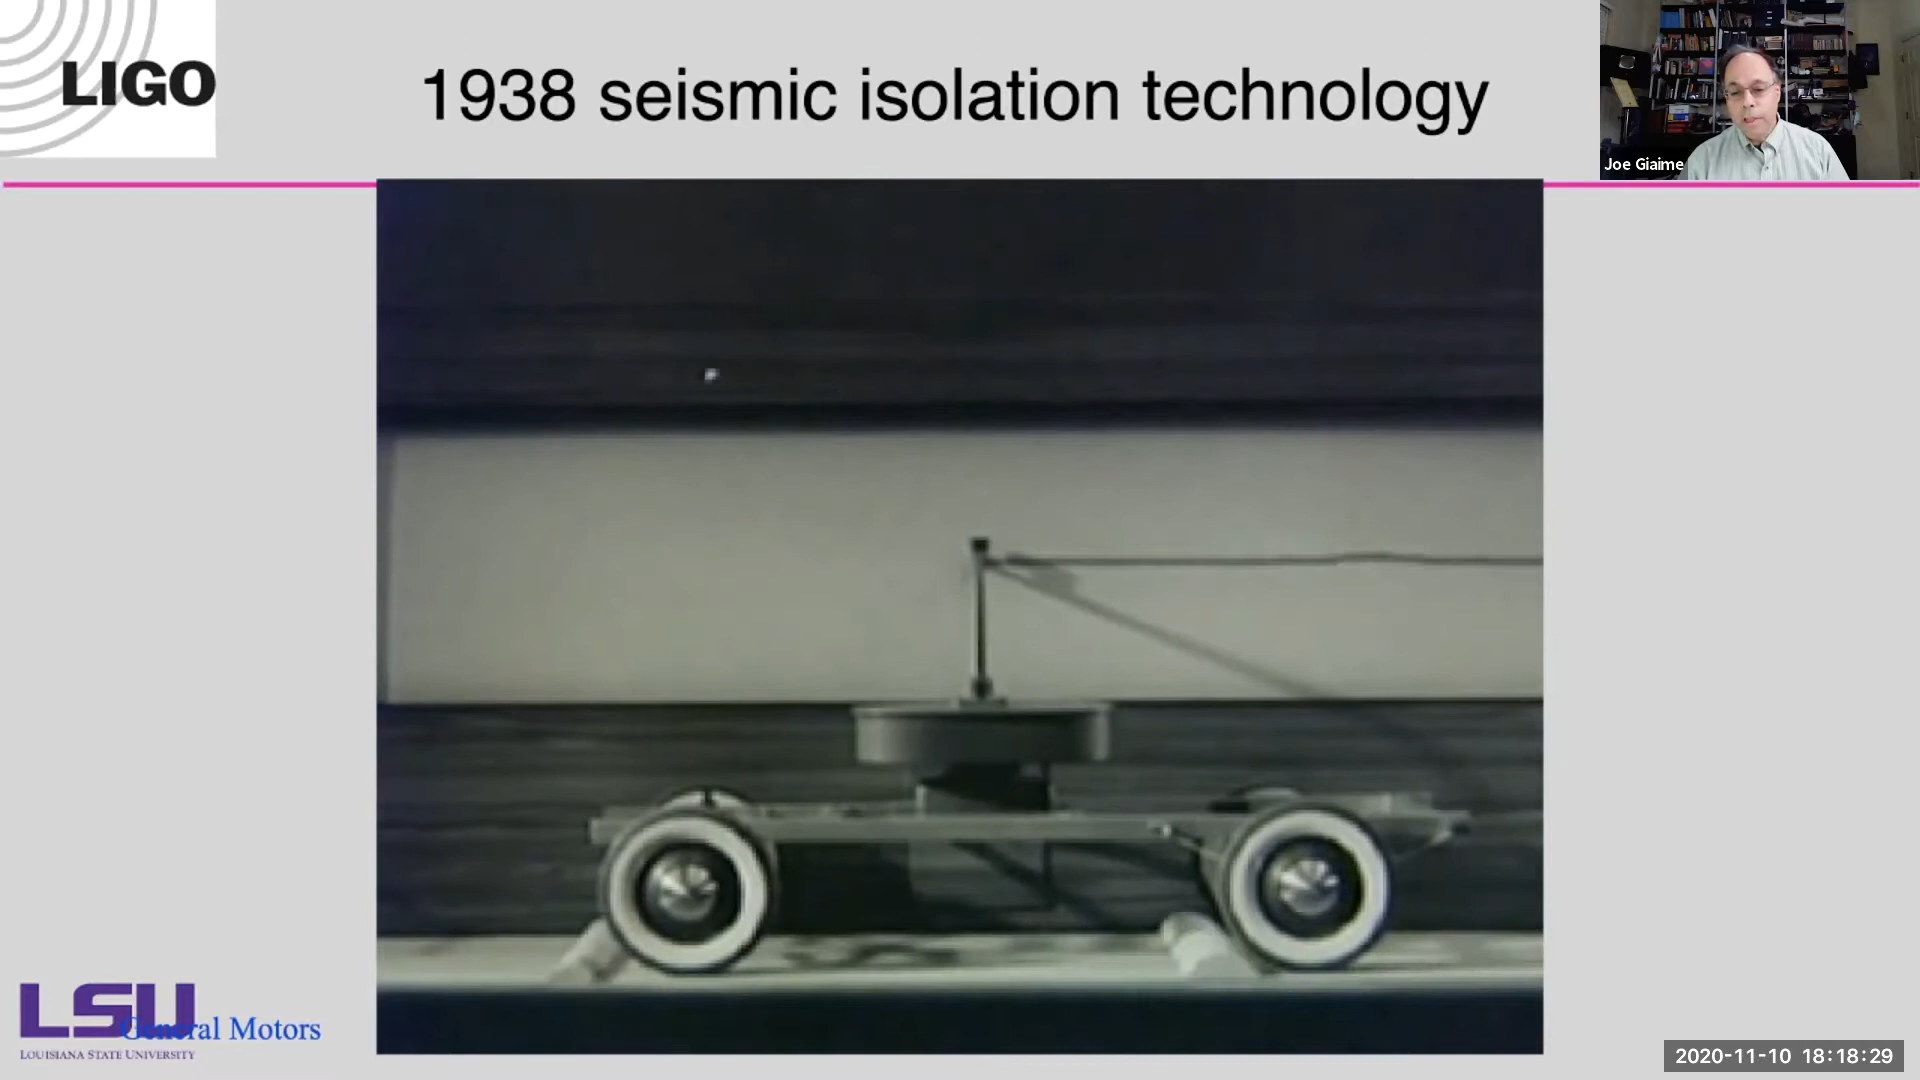 LIGO
1938 seismic isolation technology
Joe Giaime
LSU
General Motors
LOUISIANA STATE UNIVERSITY
2020-11-10 18:18:29